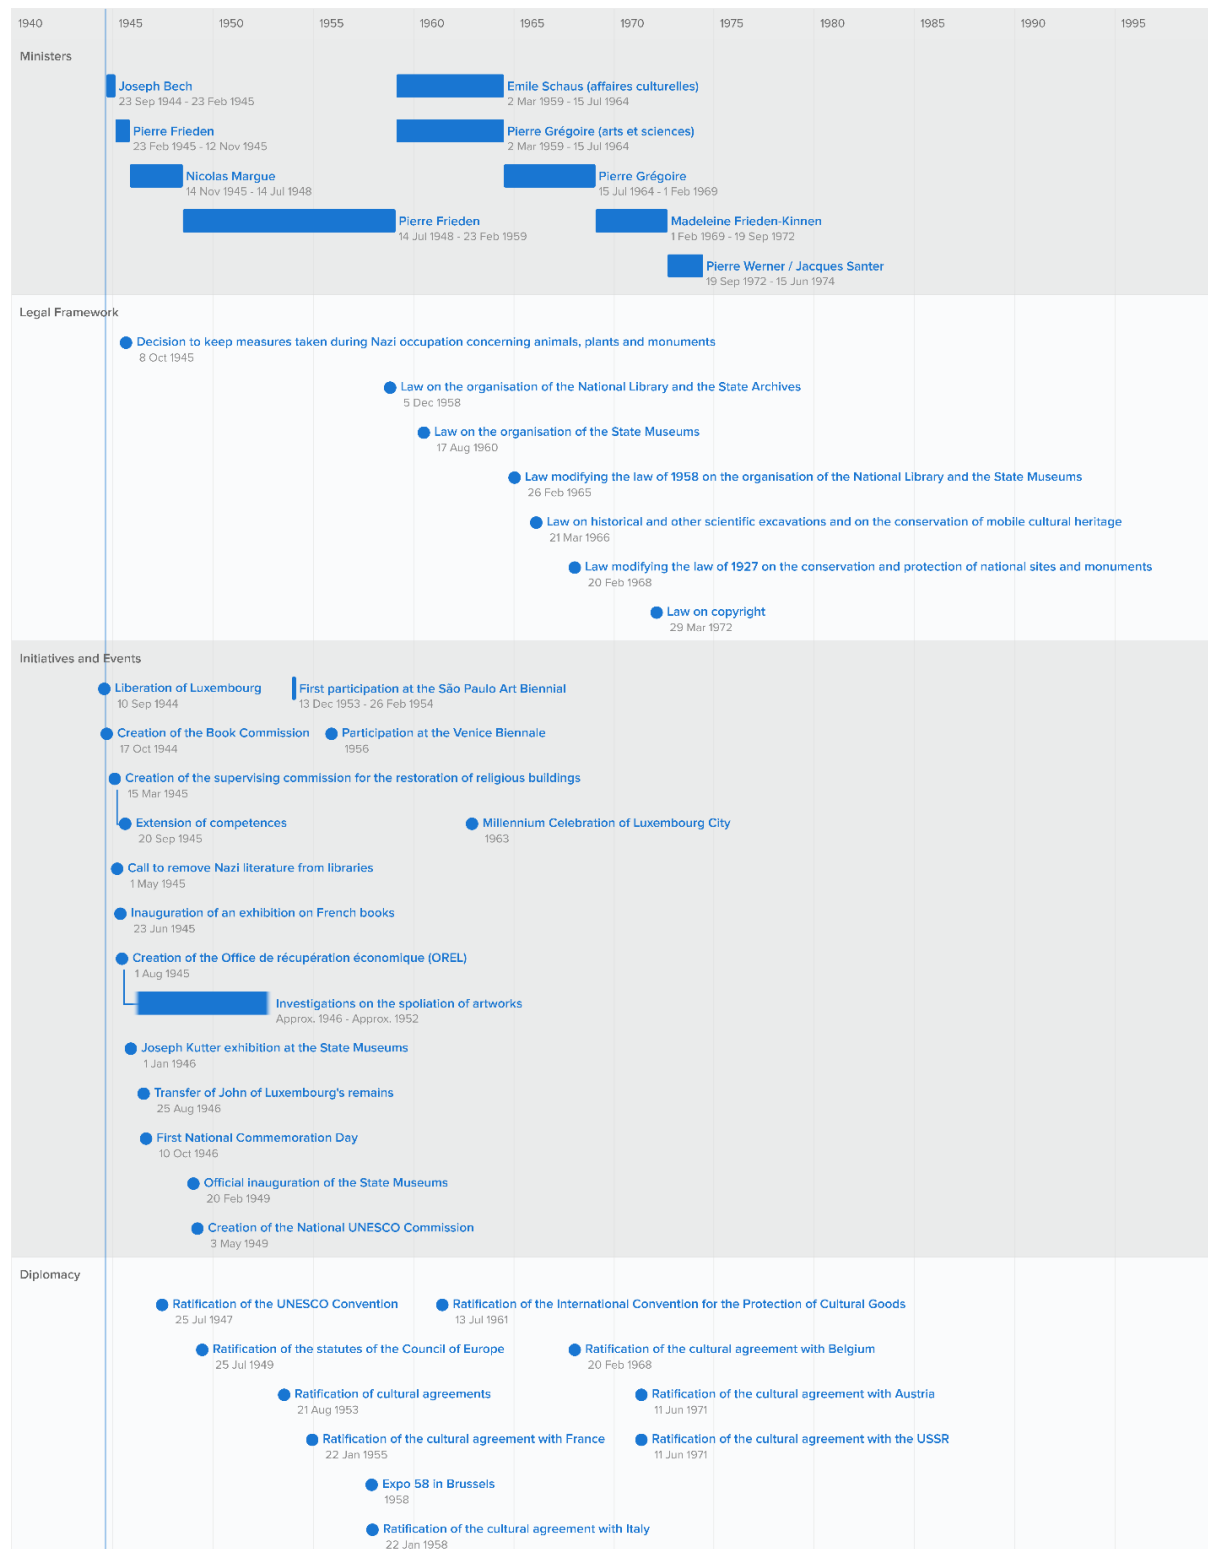 1940 1945 1950 1955 1960 1965 1970 1975 1980 1985 1990 1995
Ministers
Joseph Bech
23 Sep 1944 - 23 Feb 1945
Emile Schaus (affaires culturelles)
2 Mar 1959 - 15 Jul 1964
Pierre Frieden
23 Feb 1945 - 12 Nov 1945
Pierre Grégoire (arts et sciences)
2 Mar 1959 - 15 Jul 1964
Nicolas Margue
14 Nov 1945 - 14 Jul 1948
Pierre Grégoire
15 Jul 1964 - 1 Feb 1969
Pierre Frieden
14 Jul 1948 - 23 Feb 1959
Madeleine Frieden-Kinnen
1 Feb 1969 - 19 Sep 1972
Pierre Werner / Jacques Santer
19 Sep 1972 - 15 Jun 1974
Legal Framework
Decision to keep measures taken during Nazi occupation concerning animals, plants and monuments
8 Oct 1945
Law on the organisation of the National Library and the State Archives
5 Dec 1958
Law on the organisation of the State Museums
17 Aug 1960
Law modifying the law of 1958 on the organisation of the National Library and the State Museums
26 Feb 1965
Law on historical and other scientific excavations and on the conservation of mobile cultural heritage
21 Mar 1966
Law modifying the law of 1927 on the conservation and protection of national sites and monuments
20 Feb 1968
Law on copyright
29 Mar 1972
Initiatives and Events
Liberation of Luxembourg
10 Sep 1944
First participation at the São Paulo Art Biennial
13 Dec 1953 - 26 Feb 1954
Creation of the Book Commission
17 Oct 1944
Participation at the Venice Biennale
1956
Creation of the supervising commission for the restoration of religious buildings
15 Mar 1945
Extension of competences
20 Sep 1945
Millennium Celebration of Luxembourg City
1963
Call to remove Nazi literature from libraries
1 May 1945
Inauguration of an exhibition on French books
23 Jun 1945
Creation of the Office de récupération économique (OREL)
1 Aug 1945
Investigations on the spoliation of artworks
Approx. 1946 - Approx. 1952
Joseph Kutter exhibition at the State Museums
1 Jan 1946
Transfer of John of Luxembourg's remains
25 Aug 1946
First National Commemoration Day
10 Oct 1946
Official inauguration of the State Museums
20 Feb 1949
Creation of the National UNESCO Commission
3 May 1949
Diplomacy
Ratification of the UNESCO Convention
25 Jul 1947
Ratification of the International Convention for the Protection of Cultural Goods
13 Jul 1961
Ratification of the statutes of the Council of Europe
25 Jul 1949
Ratification of the cultural agreement with Belgium
20 Feb 1968
Ratification of cultural agreements
21 Aug 1953
Ratification of the cultural agreement with Austria
11 Jun 1971
Ratification of the cultural agreement with France
22 Jan 1955
Ratification of the cultural agreement with the USSR
11 Jun 1971
Expo 58 in Brussels
1958
Ratification of the cultural agreement with Italy
22 Jan 1958